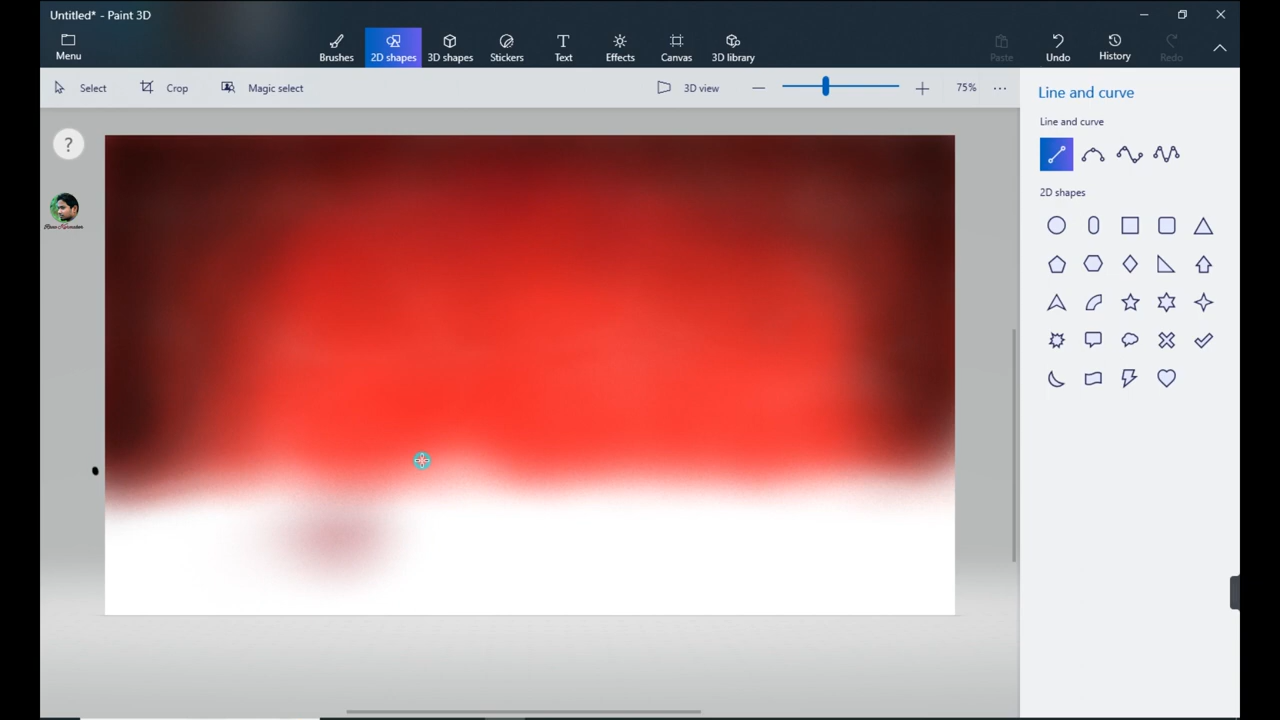 Untitled* - Paint 3D
Menu
Brushes
2D shapes
3D shapes
Stickers
Text
Effects
Canvas
3D library
Paste
Undo
History
Redo
Select
Crop
Magic select
3D view
75%
Line and curve
Line and curve
?
2D shapes